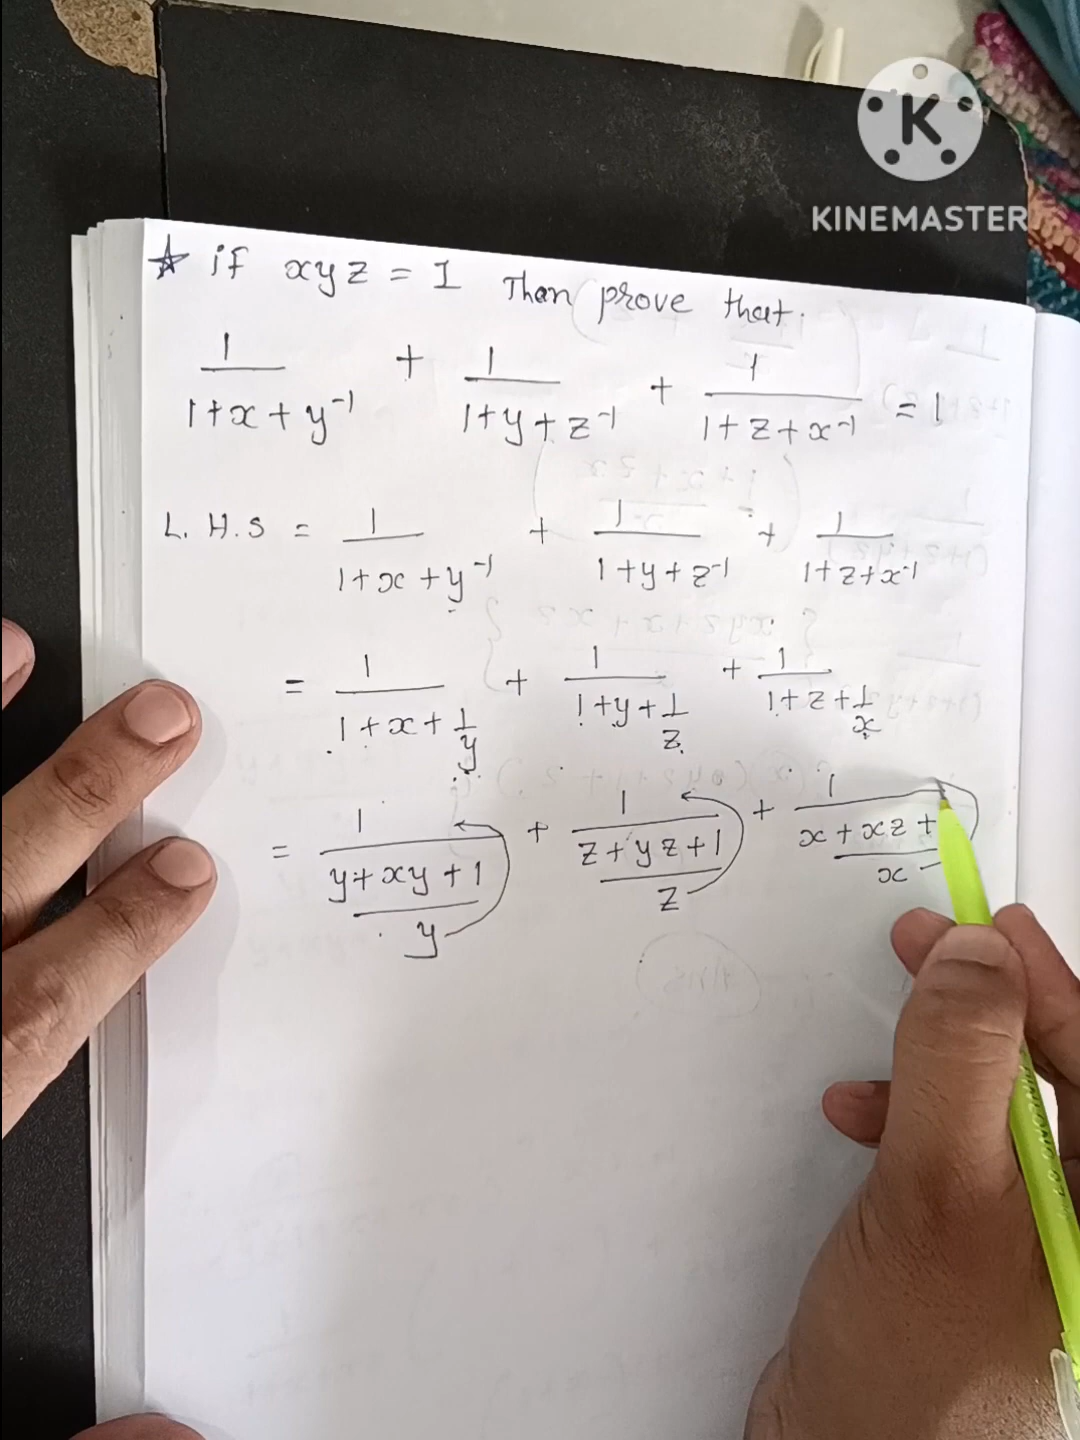 K
KINEMASTER
☆ if xyz = 1 Then prove that.
1/(1+x+y⁻¹) + 1/(1+y+z⁻¹) + 1/(1+z+x⁻¹) = 1
L.H.S = 1/(1+x+y⁻¹) + 1/(1+y+z⁻¹) + 1/(1+z+x⁻¹)
= 1/(1+x+1/y) + 1/(1+y+1/z) + 1/(1+z+1/x)
= 1/((y+xy+1)/y) + 1/((z+yz+1)/z) + 1/((x+xz+)/x)